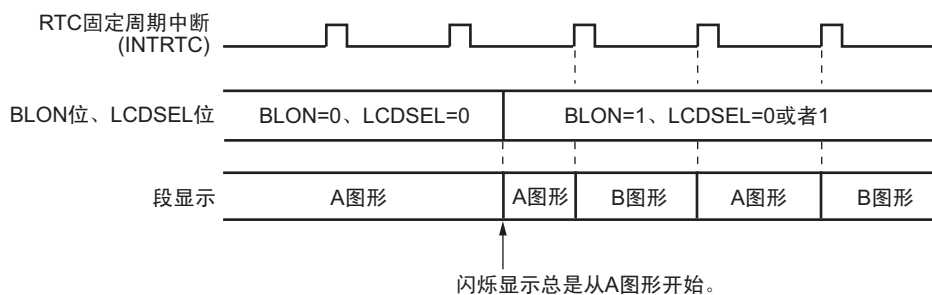 RTC固定周期中断
(INTRTC)
BLON位、LCDSEL位
BLON=0、LCDSEL=0
BLON=1、LCDSEL=0或者1
段显示
A图形
A图形
B图形
A图形
B图形
闪烁显示总是从A图形开始。